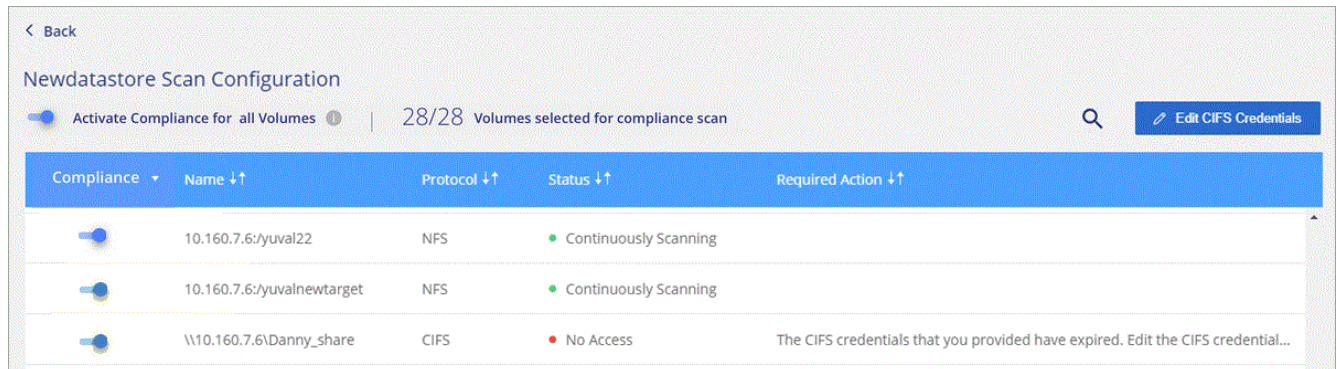 Back
Newdatastore Scan Configuration
Activate Compliance for all Volumes i | 28/28 Volumes selected for compliance scan Edit CIFS Credentials
Compliance Name Protocol Status Required Action
10.160.7.6:/yuval22 NFS Continuously Scanning
10.160.7.6:/yuvalnewtarget NFS Continuously Scanning
\\10.160.7.6\Danny_share CIFS No Access The CIFS credentials that you provided have expired. Edit the CIFS credential...